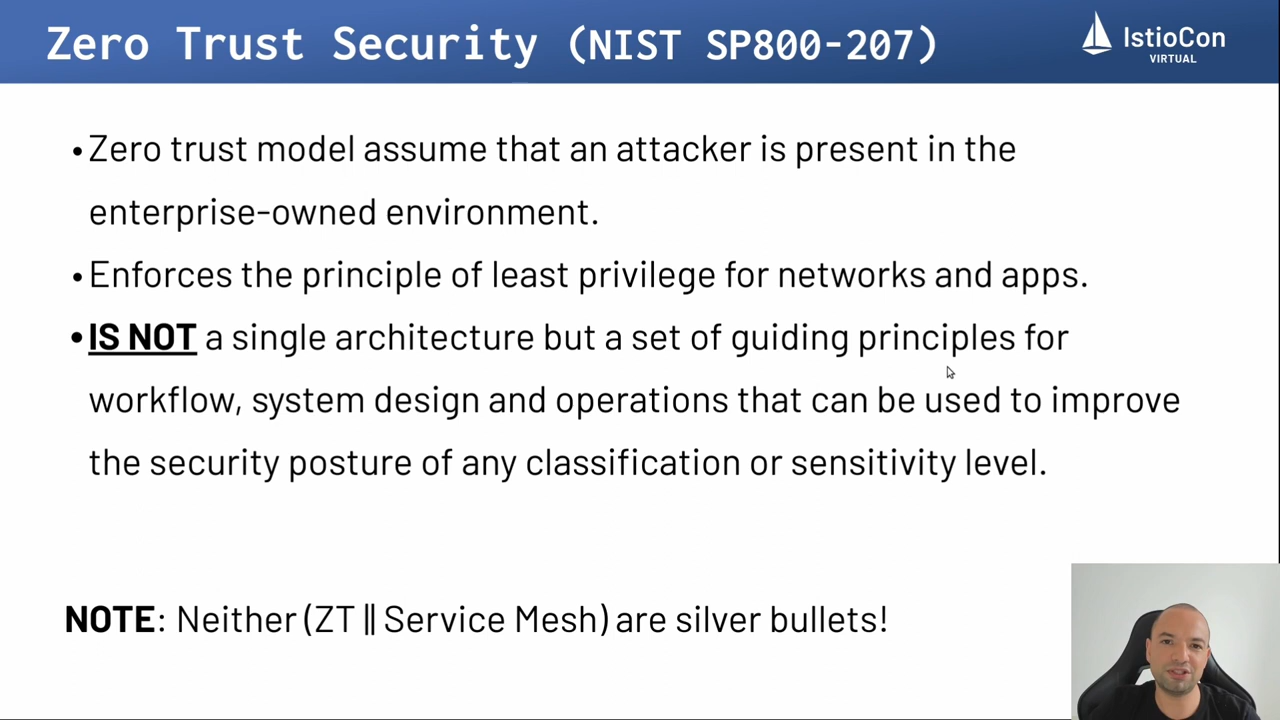 Zero Trust Security (NIST SP800-207)
IstioCon
VIRTUAL
• Zero trust model assume that an attacker is present in the
enterprise-owned environment.
• Enforces the principle of least privilege for networks and apps.
• IS NOT a single architecture but a set of guiding principles for
workflow, system design and operations that can be used to improve
the security posture of any classification or sensitivity level.
NOTE: Neither (ZT || Service Mesh) are silver bullets!